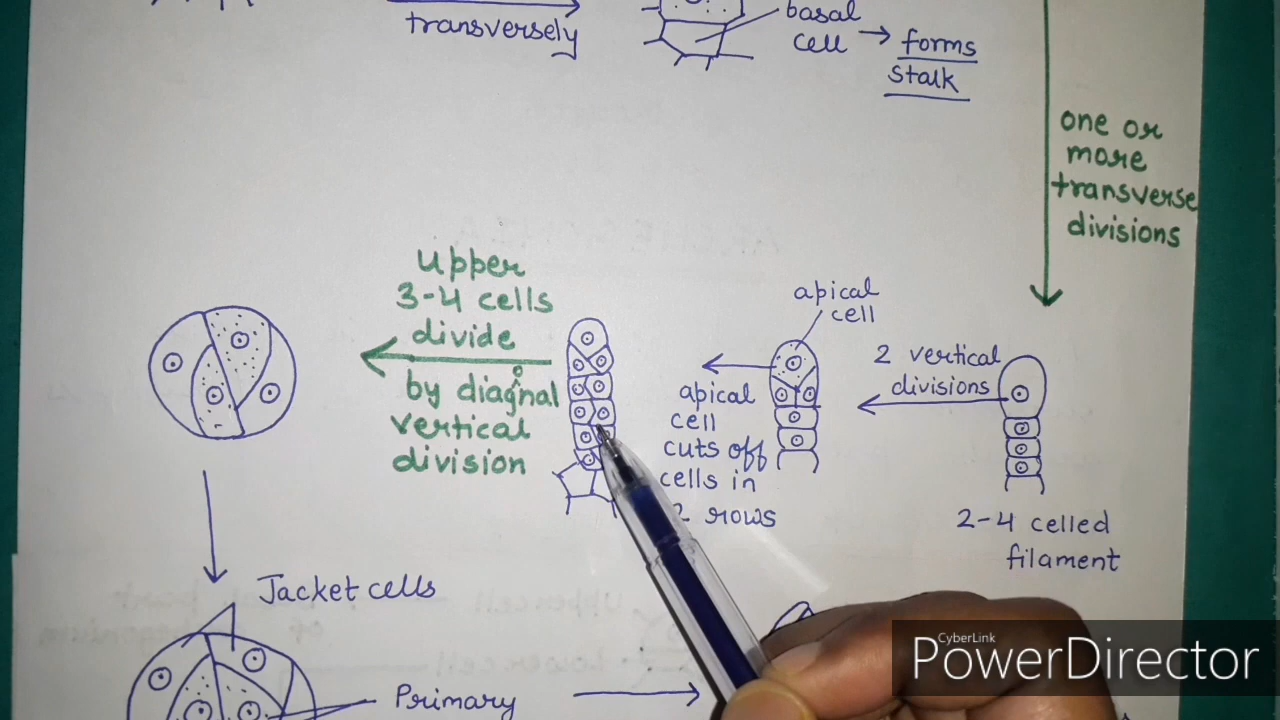 transversely
basal
cell → forms
stalk
one or
more
transverse
divisions
Upper
3-4 cells
divide
by diagonal
vertical
division
apical
cell
2 vertical
divisions
apical
cell
cuts off
cells in
2 rows
2-4 celled
filament
Jacket cells
Primary
CyberLink
PowerDirector